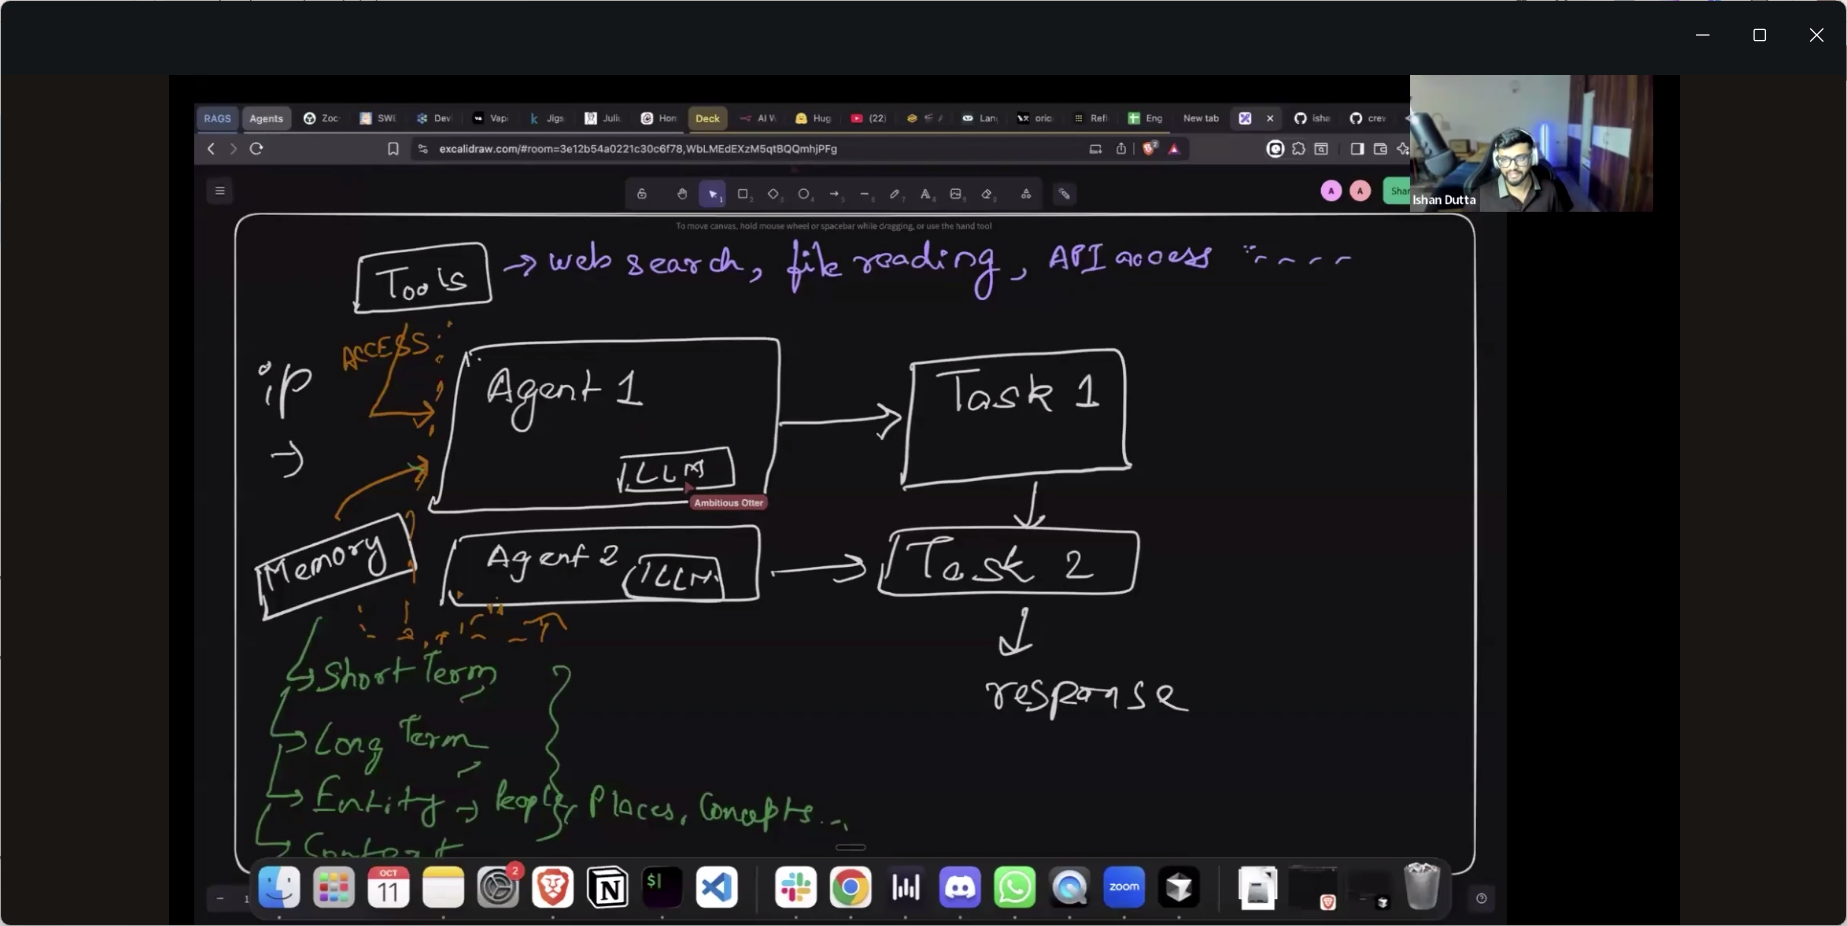 RAGS Agents Zoc SWE Dev Vapi Jigs Julia Hon Deck AI V Hug (22) Lan oric Refl Eng New tab isha crev
excalidraw.com/#room=3e12b54a0221c30c6f78,WbLMEdEXzM5qtBQQmhjPFg
A A Shar
Ishan Dutta
To move canvas, hold mouse wheel or spacebar while dragging, or use the hand tool
Tools → web search, file reading, API access
ACCESS
ip →
Agent 1
LLM
Ambitious Otter
Task 1
Memory
Agent 2
LLM
Task 2
response
Short Term
Long Term
Entity → People, Places, Concepts...
Context
OCT
11
2
$
zoom